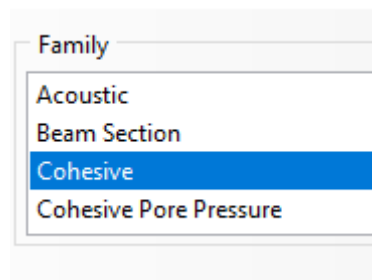 Family
Acoustic
Beam Section
Cohesive
Cohesive Pore Pressure